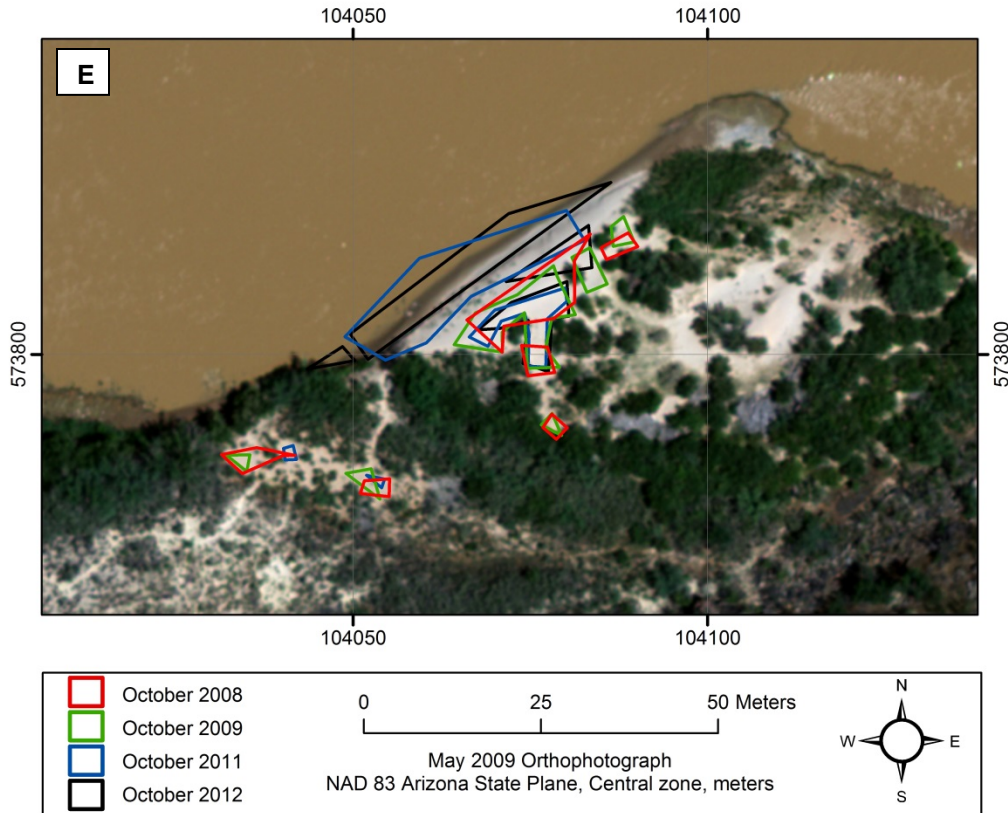 104050 104100
E
573800 573800
104050 104100
October 2008
October 2009
October 2011
October 2012
0 25 50 Meters
May 2009 Orthophotograph
NAD 83 Arizona State Plane, Central zone, meters
N
W E
S